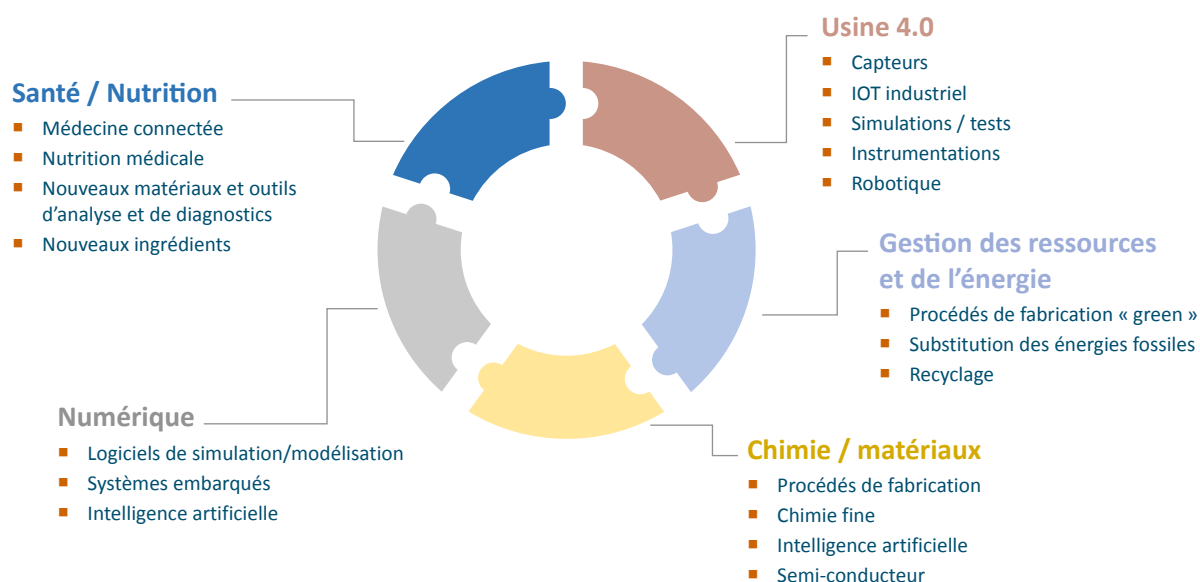 Usine 4.0
Capteurs
IOT industriel
Simulations / tests
Instrumentations
Robotique
Santé / Nutrition
Médecine connectée
Nutrition médicale
Nouveaux matériaux et outils
d’analyse et de diagnostics
Nouveaux ingrédients
Gestion des ressources
et de l’énergie
Procédés de fabrication « green »
Substitution des énergies fossiles
Recyclage
Numérique
Logiciels de simulation/modélisation
Systèmes embarqués
Intelligence artificielle
Chimie / matériaux
Procédés de fabrication
Chimie fine
Intelligence artificielle
Semi-conducteur